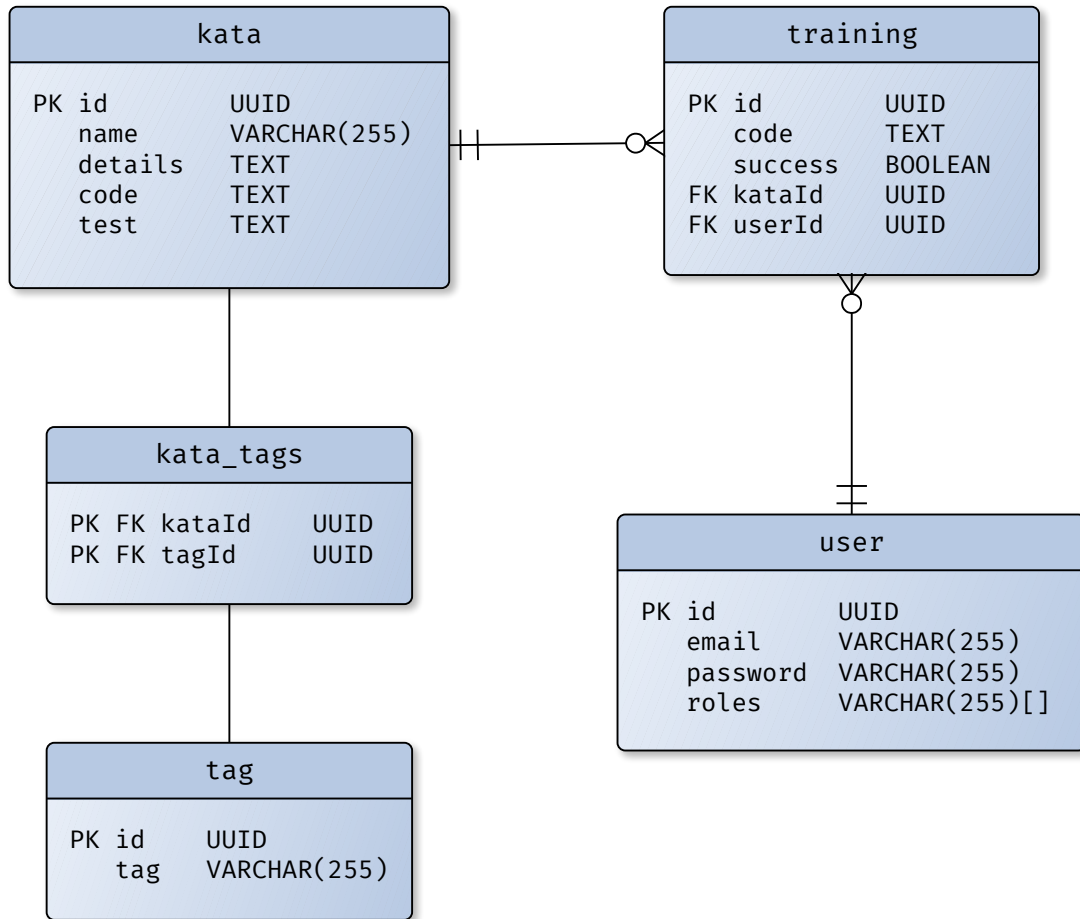 kata
PK id UUID
name VARCHAR(255)
details TEXT
code TEXT
test TEXT
training
PK id UUID
code TEXT
success BOOLEAN
FK kataId UUID
FK userId UUID
kata_tags
PK FK kataId UUID
PK FK tagId UUID
user
PK id UUID
email VARCHAR(255)
password VARCHAR(255)
roles VARCHAR(255)[]
tag
PK id UUID
tag VARCHAR(255)